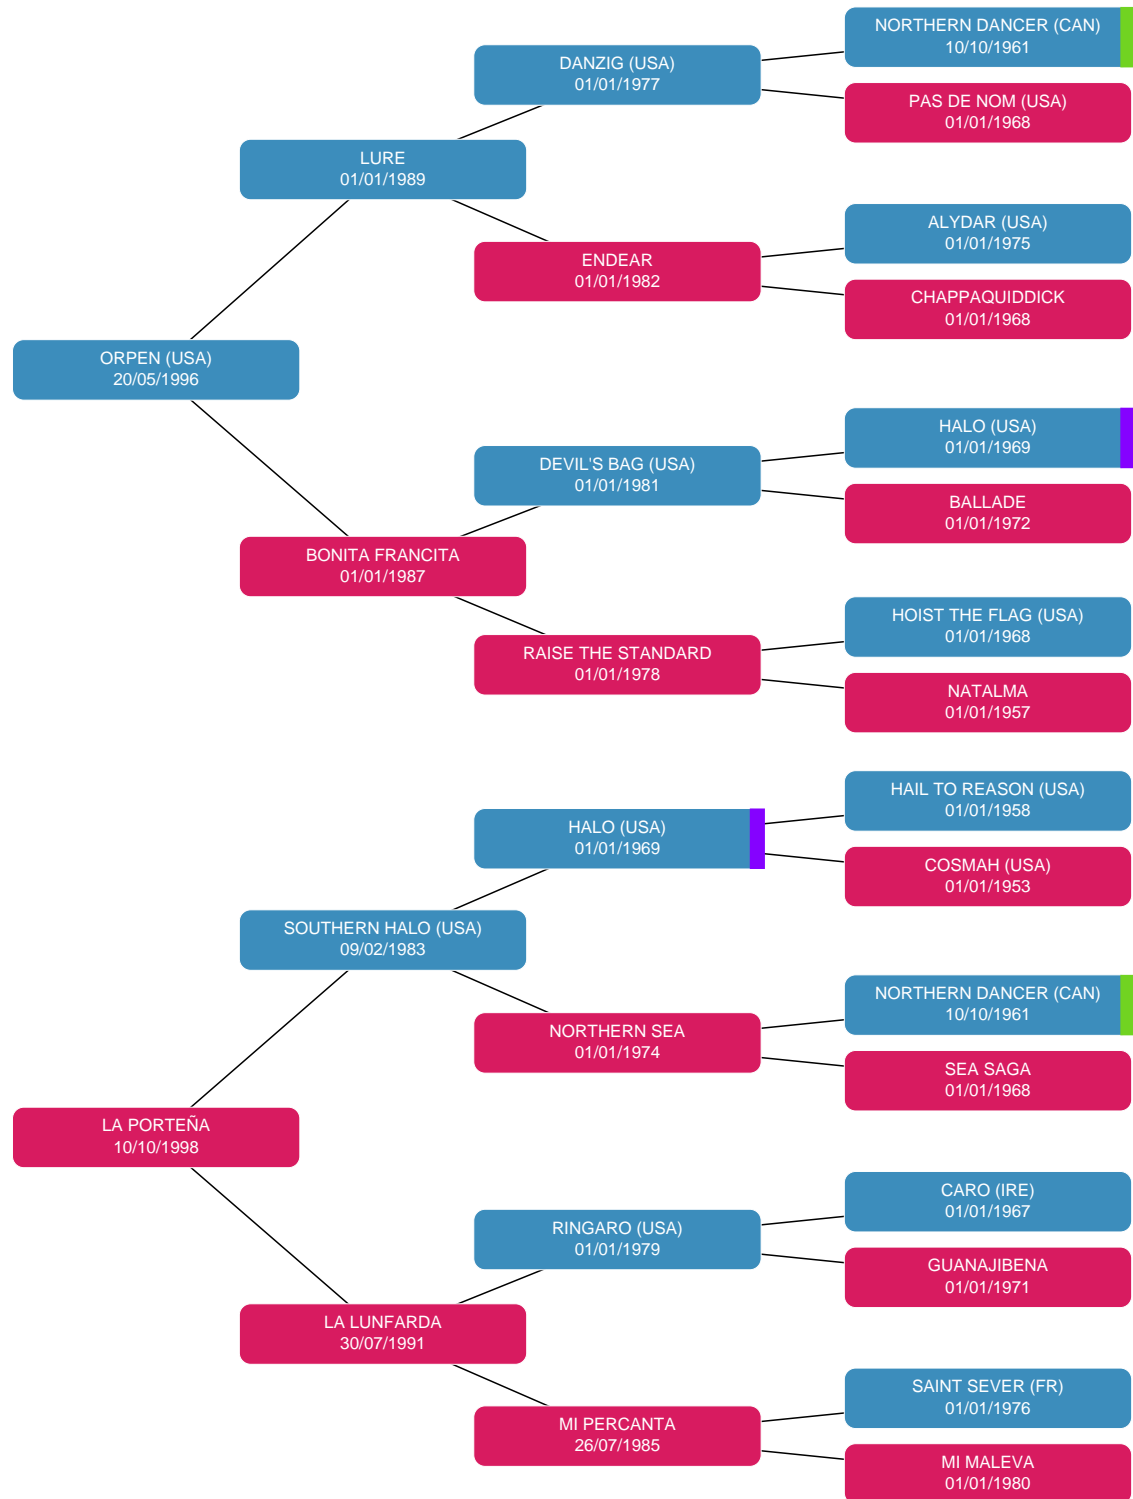 NORTHERN DANCER (CAN)
10/10/1961
DANZIG (USA)
01/01/1977
PAS DE NOM (USA)
01/01/1968
LURE
01/01/1989
ALYDAR (USA)
01/01/1975
ENDEAR
01/01/1982
CHAPPAQUIDDICK
01/01/1968
ORPEN (USA)
20/05/1996
HALO (USA)
01/01/1969
DEVIL'S BAG (USA)
01/01/1981
BALLADE
01/01/1972
BONITA FRANCITA
01/01/1987
HOIST THE FLAG (USA)
01/01/1968
RAISE THE STANDARD
01/01/1978
NATALMA
01/01/1957
HAIL TO REASON (USA)
01/01/1958
HALO (USA)
01/01/1969
COSMAH (USA)
01/01/1953
SOUTHERN HALO (USA)
09/02/1983
NORTHERN DANCER (CAN)
10/10/1961
NORTHERN SEA
01/01/1974
SEA SAGA
01/01/1968
LA PORTEÑA
10/10/1998
CARO (IRE)
01/01/1967
RINGARO (USA)
01/01/1979
GUANAJIBENA
01/01/1971
LA LUNFARDA
30/07/1991
SAINT SEVER (FR)
01/01/1976
MI PERCANTA
26/07/1985
MI MALEVA
01/01/1980